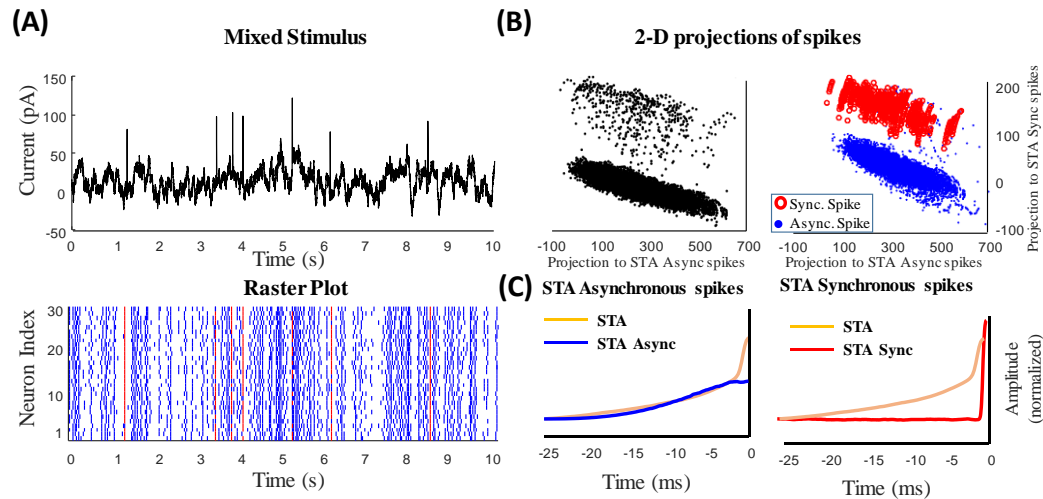 (A)
Mixed Stimulus
Current (pA)
150
100
50
0
-50
0 1 2 3 4 5 6 7 8 9 10
Time (s)
Raster Plot
Neuron Index
30
20
10
1
0 1 2 3 4 5 6 7 8 9 10
Time (s)
(B)
2-D projections of spikes
-100 100 300 500 700
Projection to STA Async spikes
Sync. Spike
Async. Spike
200
100
0
-100
Projection to STA Sync spikes
-100 100 300 500 700
Projection to STA Async spikes
(C)
STA Asynchronous spikes
STA
STA Async
-25 -20 -15 -10 -5 0
Time (ms)
STA Synchronous spikes
STA
STA Sync
-25 -20 -15 -10 -5 0
Time (ms)
Amplitude
(normalized)